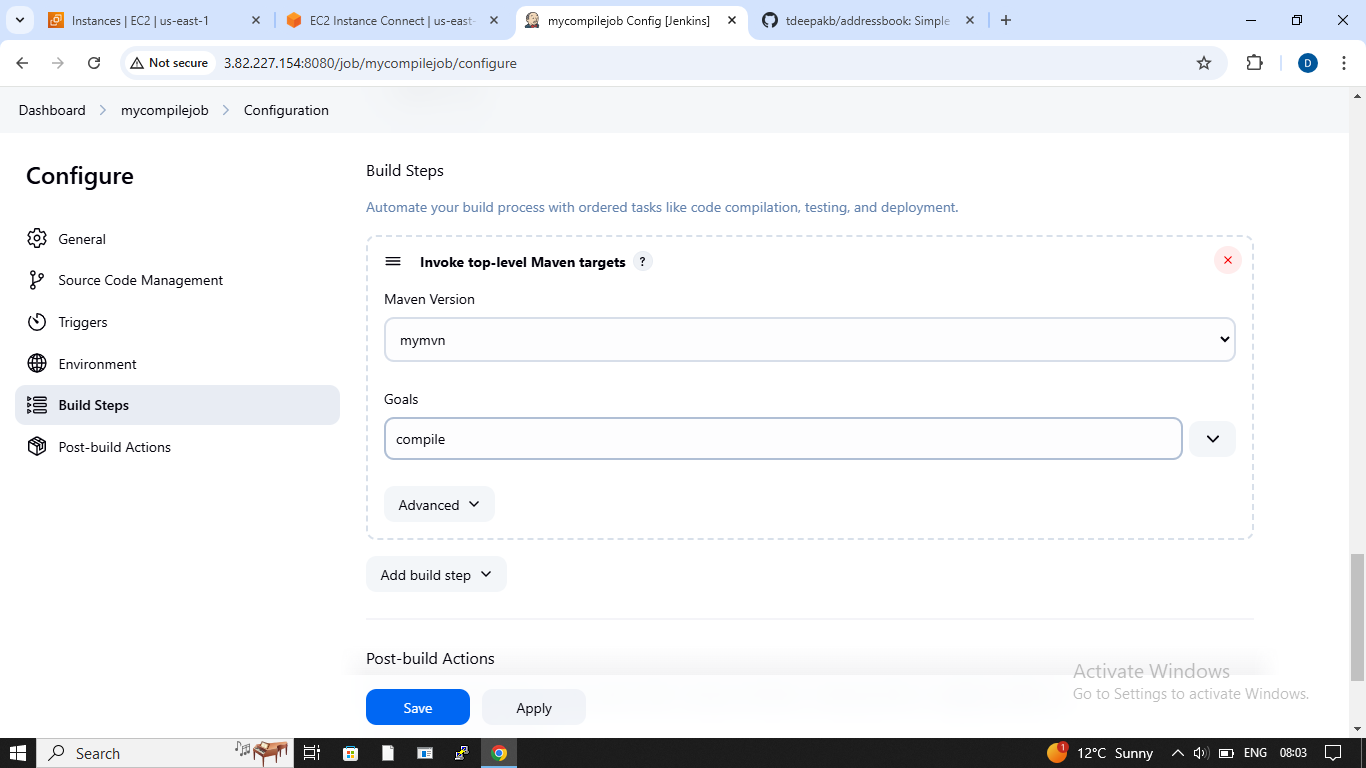 Instances | EC2 | us-east-1
EC2 Instance Connect | us-east-
mycompilejob Config [Jenkins]
tdeepakb/addressbook: Simple
Not secure
3.82.227.154:8080/job/mycompilejob/configure
D
Dashboard
mycompilejob
Configuration
Configure
General
Source Code Management
Triggers
Environment
Build Steps
Post-build Actions
Build Steps
Automate your build process with ordered tasks like code compilation, testing, and deployment.
Invoke top-level Maven targets ?
Maven Version
mymvn
Goals
compile
Advanced
Add build step
Post-build Actions
Save
Apply
Activate Windows
Go to Settings to activate Windows.
Search
1
12°C Sunny
ENG
08:03